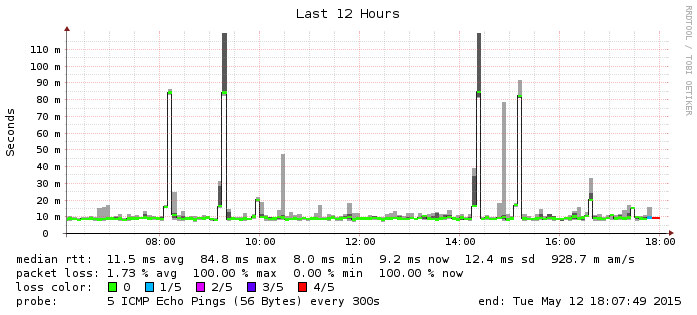 Last 12 Hours
RRDTOOL / TOBI OETIKER
Seconds
110 m
100 m
90 m
80 m
70 m
60 m
50 m
40 m
30 m
20 m
10 m
0
08:00 10:00 12:00 14:00 16:00 18:00
median rtt: 11.5 ms avg 84.8 ms max 8.0 ms min 9.2 ms now 12.4 ms sd 928.7 m am/s
packet loss: 1.73 % avg 100.00 % max 0.00 % min 100.00 % now
loss color: 0 1/5 2/5 3/5 4/5
probe: 5 ICMP Echo Pings (56 Bytes) every 300s end: Tue May 12 18:07:49 2015